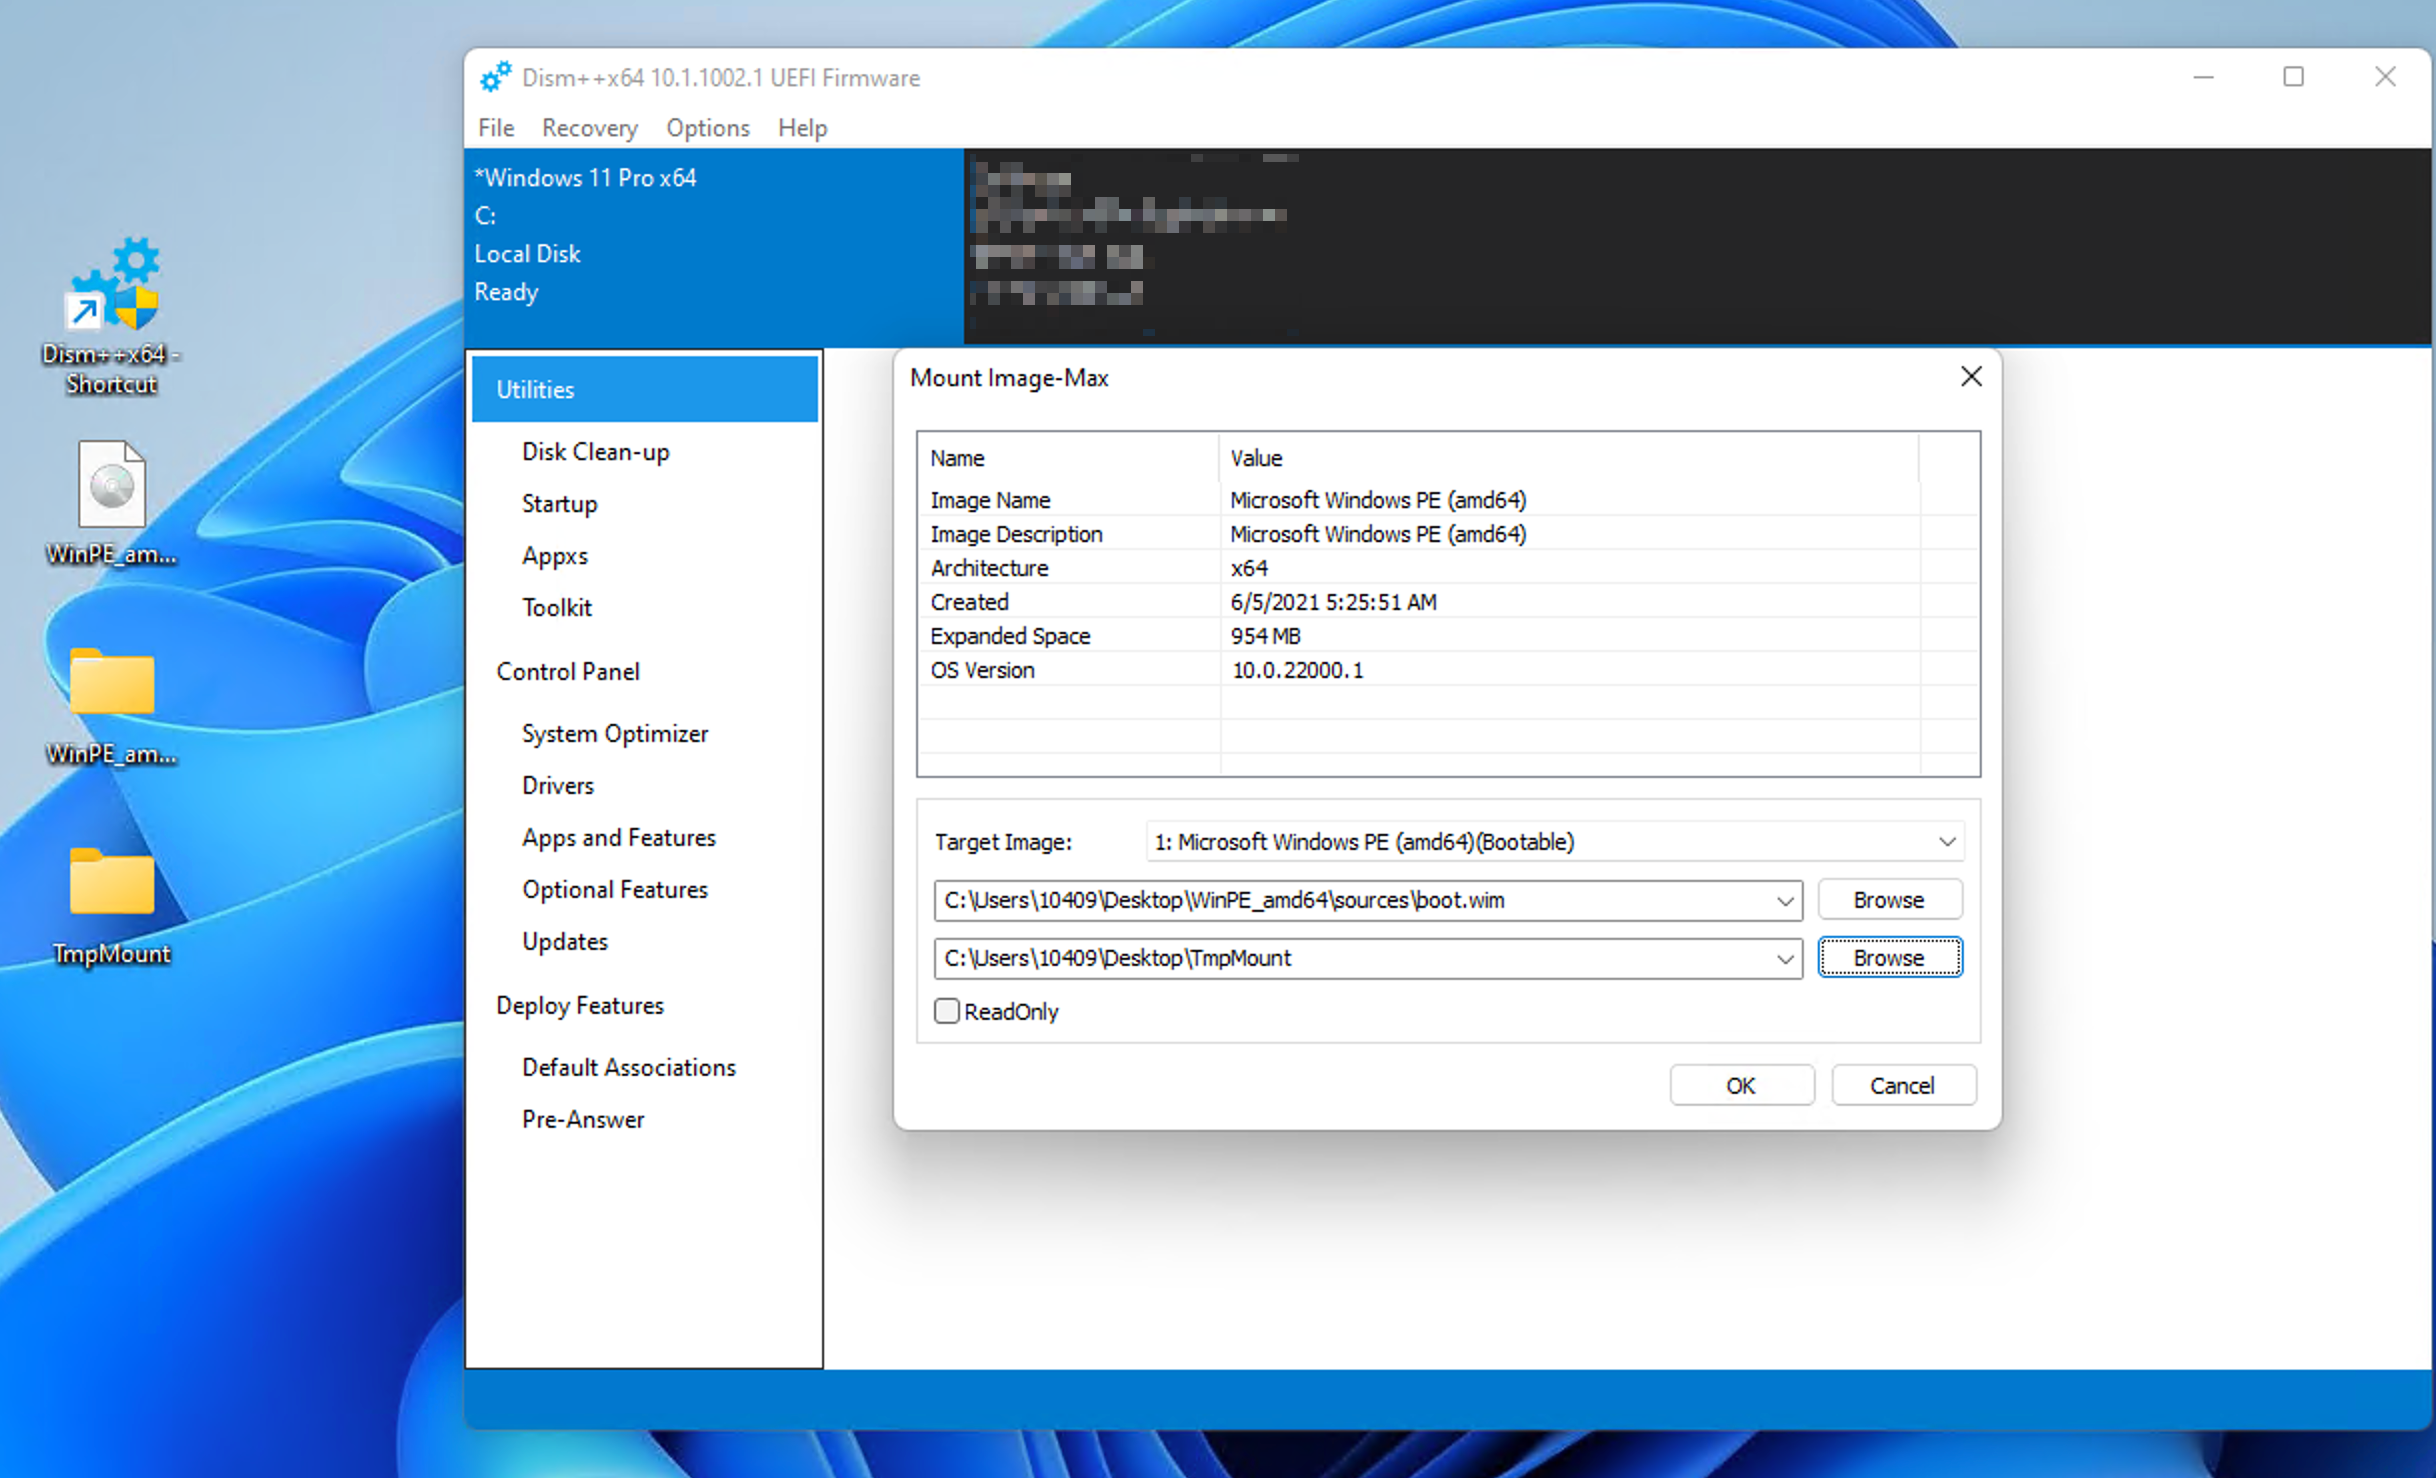 Dism++x64 -
Shortcut
WinPE_am...
WinPE_am...
TmpMount
Dism++x64 10.1.1002.1 UEFI Firmware
File Recovery Options Help
*Windows 11 Pro x64
C:
Local Disk
Ready
Utilities
Disk Clean-up
Startup
Appxs
Toolkit
Control Panel
System Optimizer
Drivers
Apps and Features
Optional Features
Updates
Deploy Features
Default Associations
Pre-Answer
Mount Image-Max
Name Value
Image Name Microsoft Windows PE (amd64)
Image Description Microsoft Windows PE (amd64)
Architecture x64
Created 6/5/2021 5:25:51 AM
Expanded Space 954 MB
OS Version 10.0.22000.1
Target Image: 1: Microsoft Windows PE (amd64)(Bootable)
C:\Users\10409\Desktop\WinPE_amd64\sources\boot.wim Browse
C:\Users\10409\Desktop\TmpMount Browse
ReadOnly
OK Cancel